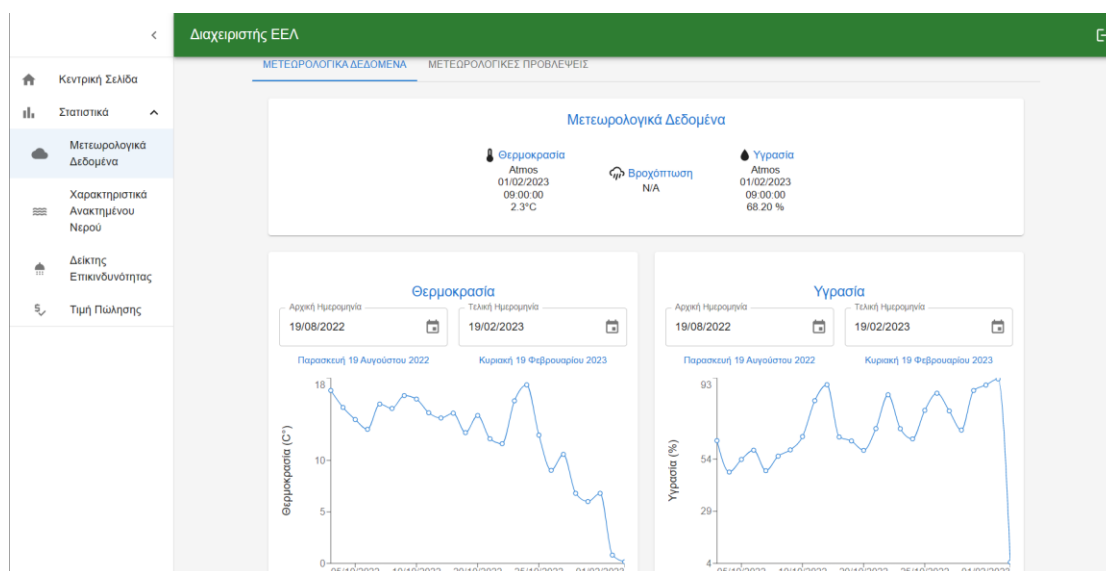 Διαχειριστής ΕΕΛ
Κεντρική Σελίδα
Στατιστικά
Μετεωρολογικά
Δεδομένα
Χαρακτηριστικά
Ανακτημένου
Νερού
Δείκτης
Επικινδυνότητας
Τιμή Πώλησης
ΜΕΤΕΩΡΟΛΟΓΙΚΑ ΔΕΔΟΜΕΝΑ ΜΕΤΕΩΡΟΛΟΓΙΚΕΣ ΠΡΟΒΛΕΨΕΙΣ
Μετεωρολογικά Δεδομένα
Θερμοκρασία
Atmos
01/02/2023
09:00:00
2.3°C
Βροχόπτωση
N/A
Υγρασία
Atmos
01/02/2023
09:00:00
68.20 %
Θερμοκρασία
Αρχική Ημερομηνία Τελική Ημερομηνία
19/08/2022 19/02/2023
Παρασκευή 19 Αυγούστου 2022 Κυριακή 19 Φεβρουαρίου 2023
18
10
5
0
Θερμοκρασία (C°)
Υγρασία
Αρχική Ημερομηνία Τελική Ημερομηνία
19/08/2022 19/02/2023
Παρασκευή 19 Αυγούστου 2022 Κυριακή 19 Φεβρουαρίου 2023
93
54
29
4
Υγρασία (%)